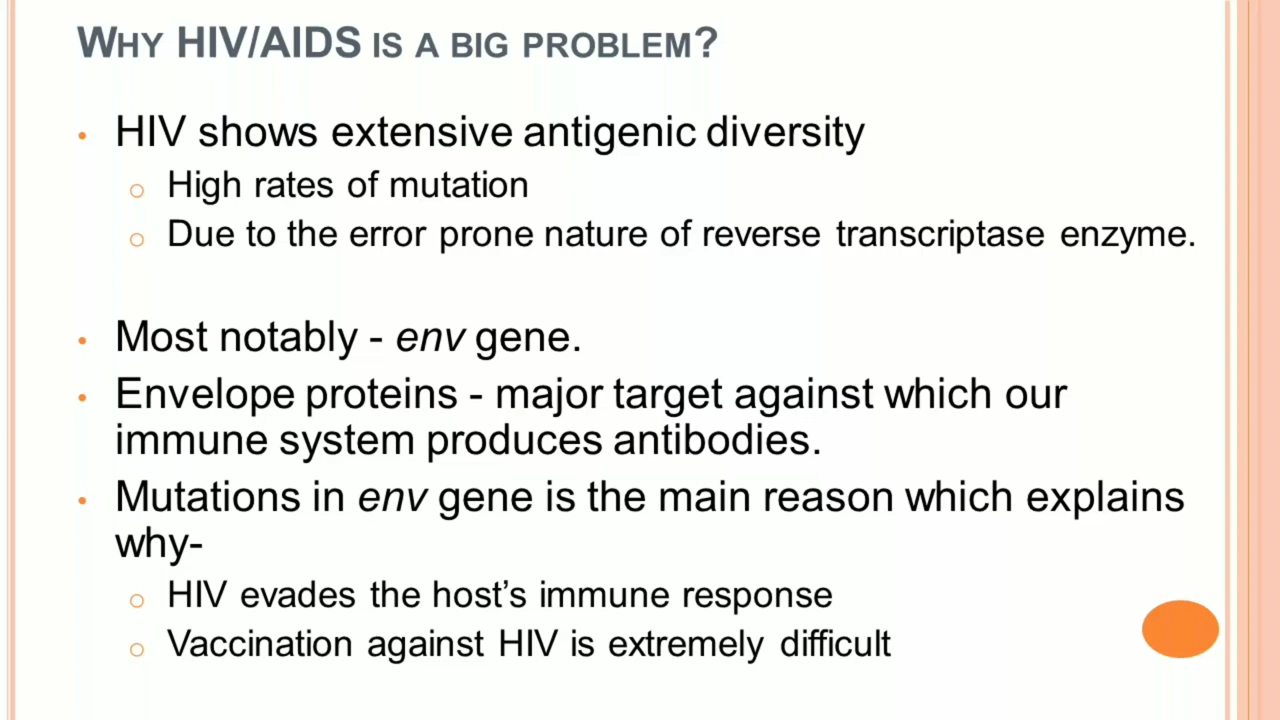 WHY HIV/AIDS IS A BIG PROBLEM?
• HIV shows extensive antigenic diversity
o High rates of mutation
o Due to the error prone nature of reverse transcriptase enzyme.
• Most notably - env gene.
• Envelope proteins - major target against which our
immune system produces antibodies.
• Mutations in env gene is the main reason which explains
why-
o HIV evades the host’s immune response
o Vaccination against HIV is extremely difficult